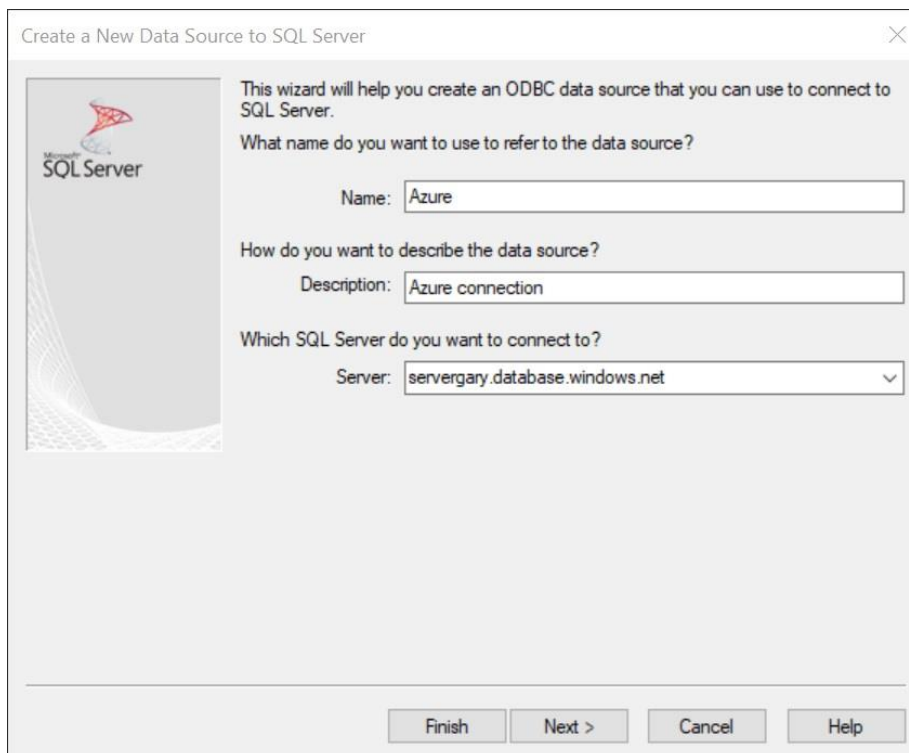 Create a New Data Source to SQL Server
Microsoft
SQL Server
This wizard will help you create an ODBC data source that you can use to connect to
SQL Server.
What name do you want to use to refer to the data source?
Name: Azure
How do you want to describe the data source?
Description: Azure connection
Which SQL Server do you want to connect to?
Server: servergary.database.windows.net
Finish Next > Cancel Help